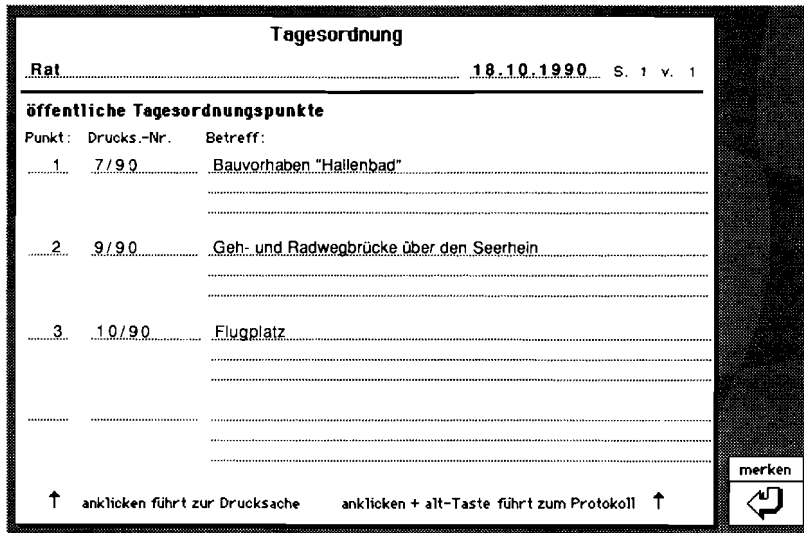 Tagesordnung
Rat 18.10.1990 S. 1 v. 1
öffentliche Tagesordnungspunkte
Punkt: Drucks.-Nr. Betreff:
1 7/90 Bauvorhaben "Hallenbad"
2 9/90 Geh- und Radwegbrücke über den Seerhein
3 10/90 Flugplatz
merken
↑ anklicken führt zur Drucksache anklicken + alt-Taste führt zum Protokoll ↑